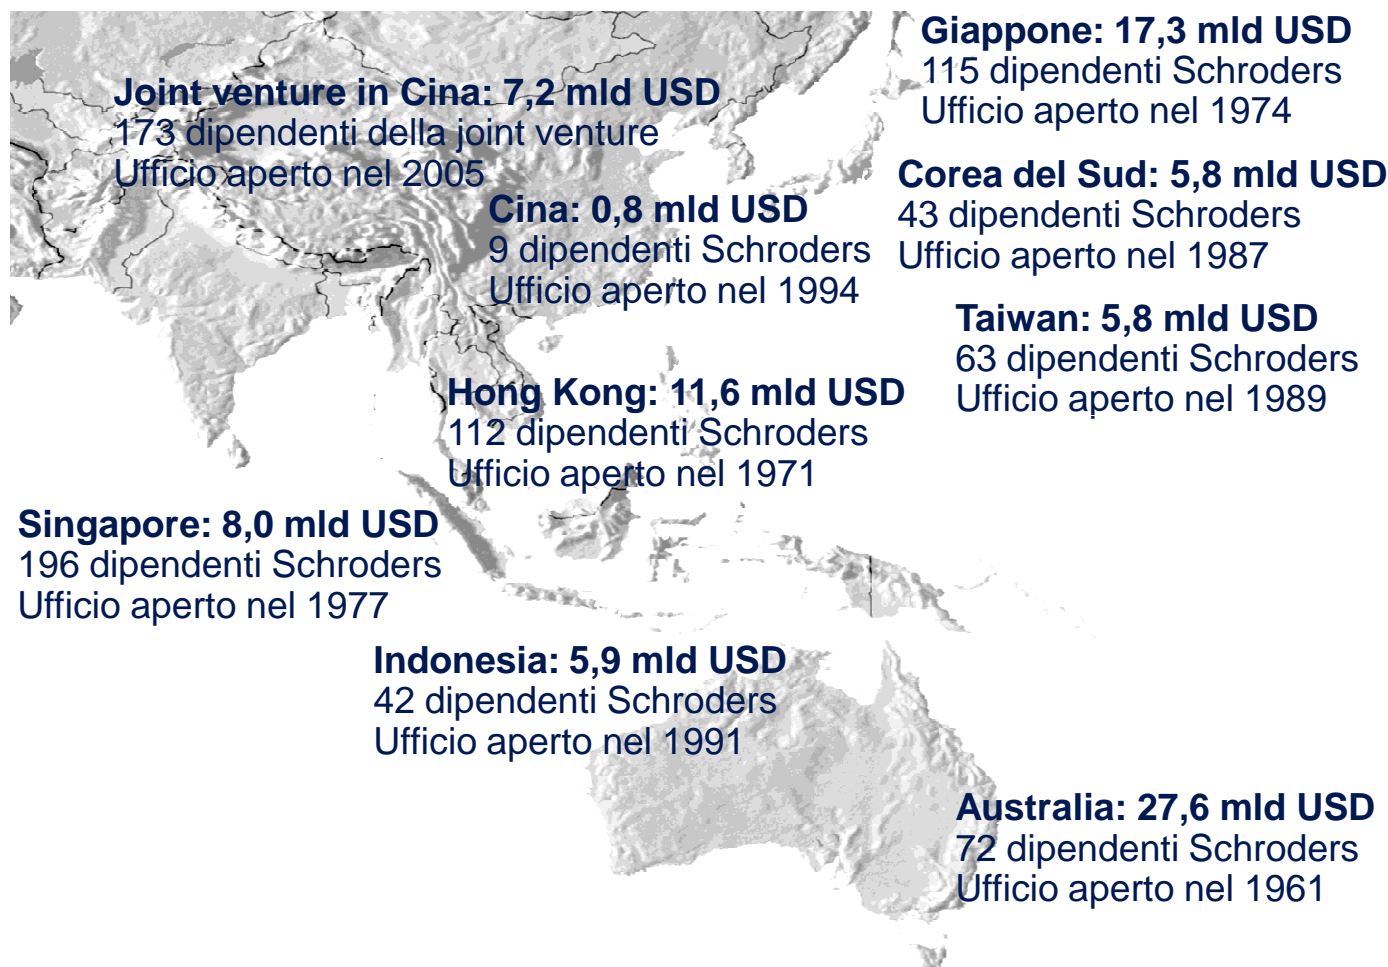 Giappone: 17,3 mld USD
115 dipendenti Schroders
Ufficio aperto nel 1974
Joint venture in Cina: 7,2 mld USD
173 dipendenti della joint venture
Ufficio aperto nel 2005
Corea del Sud: 5,8 mld USD
43 dipendenti Schroders
Ufficio aperto nel 1987
Cina: 0,8 mld USD
9 dipendenti Schroders
Ufficio aperto nel 1994
Taiwan: 5,8 mld USD
63 dipendenti Schroders
Ufficio aperto nel 1989
Hong Kong: 11,6 mld USD
112 dipendenti Schroders
Ufficio aperto nel 1971
Singapore: 8,0 mld USD
196 dipendenti Schroders
Ufficio aperto nel 1977
Indonesia: 5,9 mld USD
42 dipendenti Schroders
Ufficio aperto nel 1991
Australia: 27,6 mld USD
72 dipendenti Schroders
Ufficio aperto nel 1961